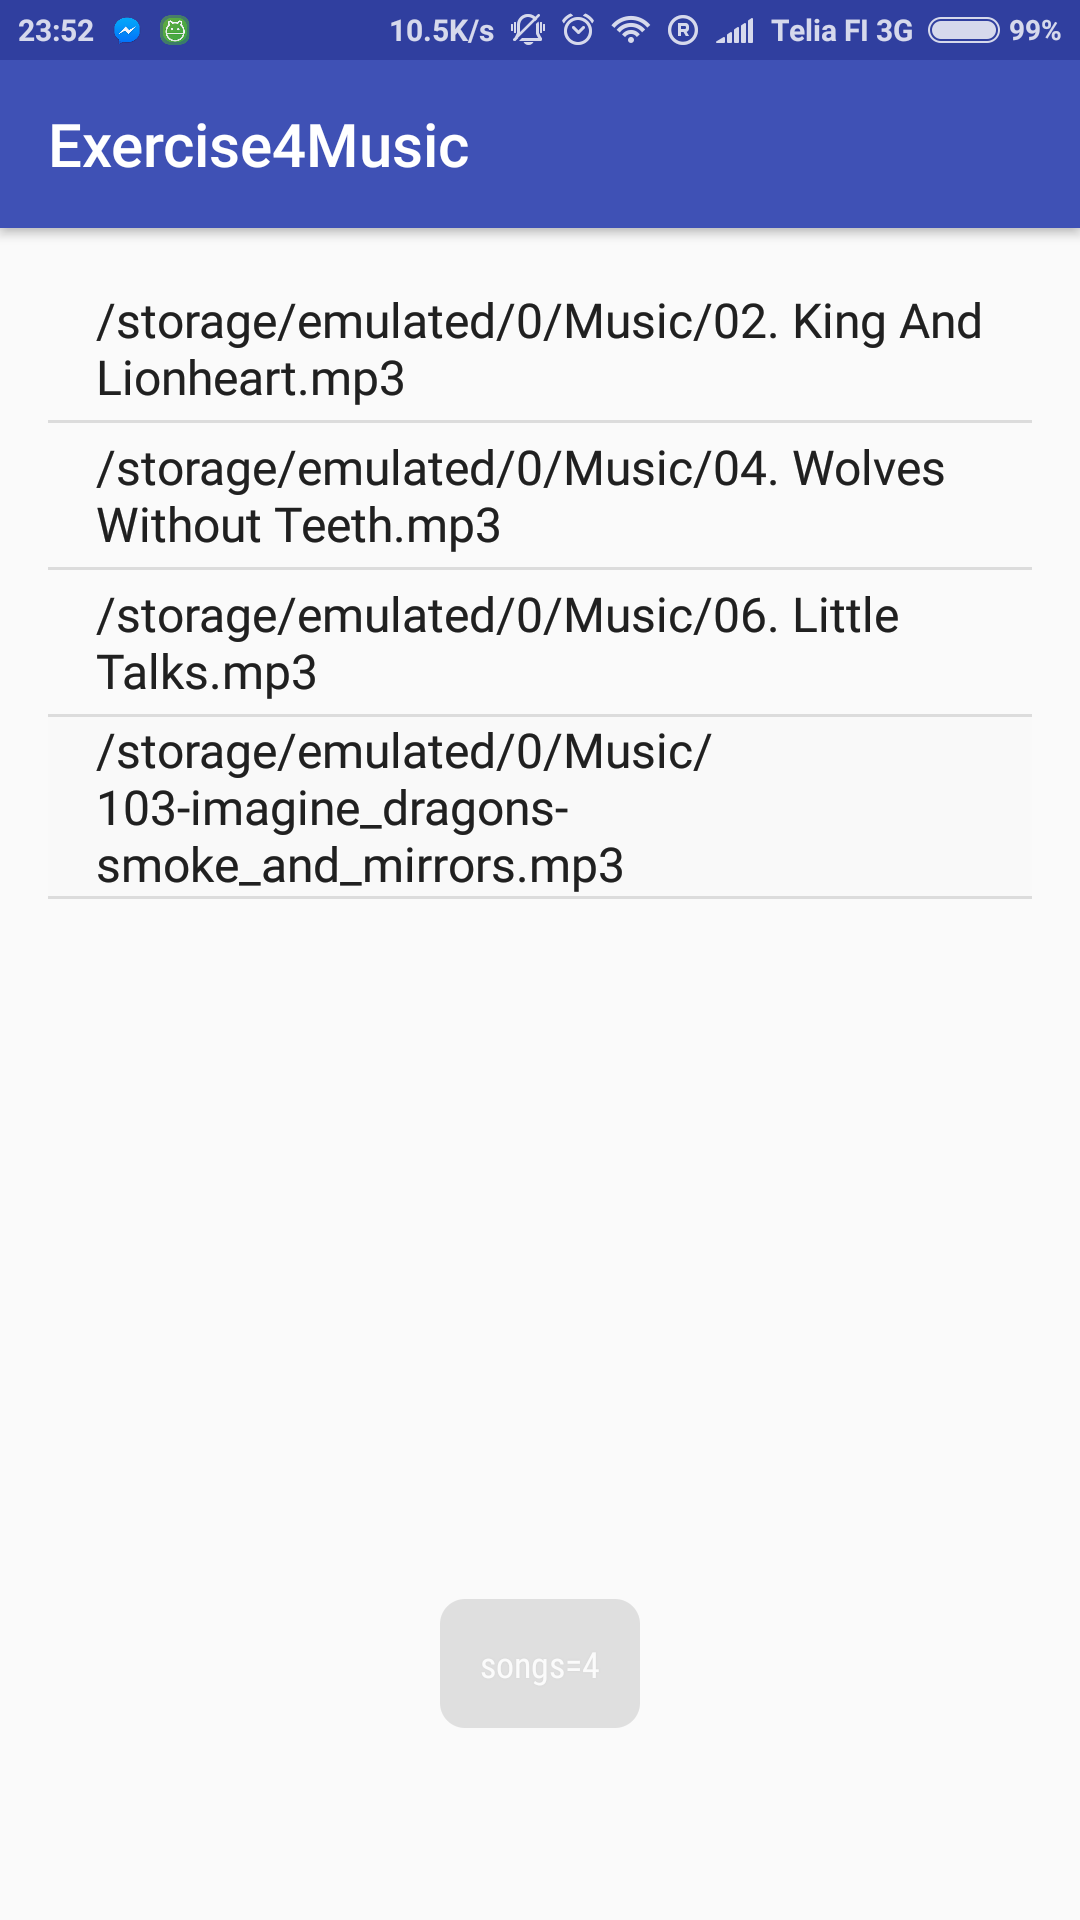 23:52 10.5K/s R Telia FI 3G 99%
Exercise4Music
/storage/emulated/0/Music/02. King And
Lionheart.mp3
/storage/emulated/0/Music/04. Wolves
Without Teeth.mp3
/storage/emulated/0/Music/06. Little
Talks.mp3
/storage/emulated/0/Music/
103-imagine_dragons-
smoke_and_mirrors.mp3
songs=4